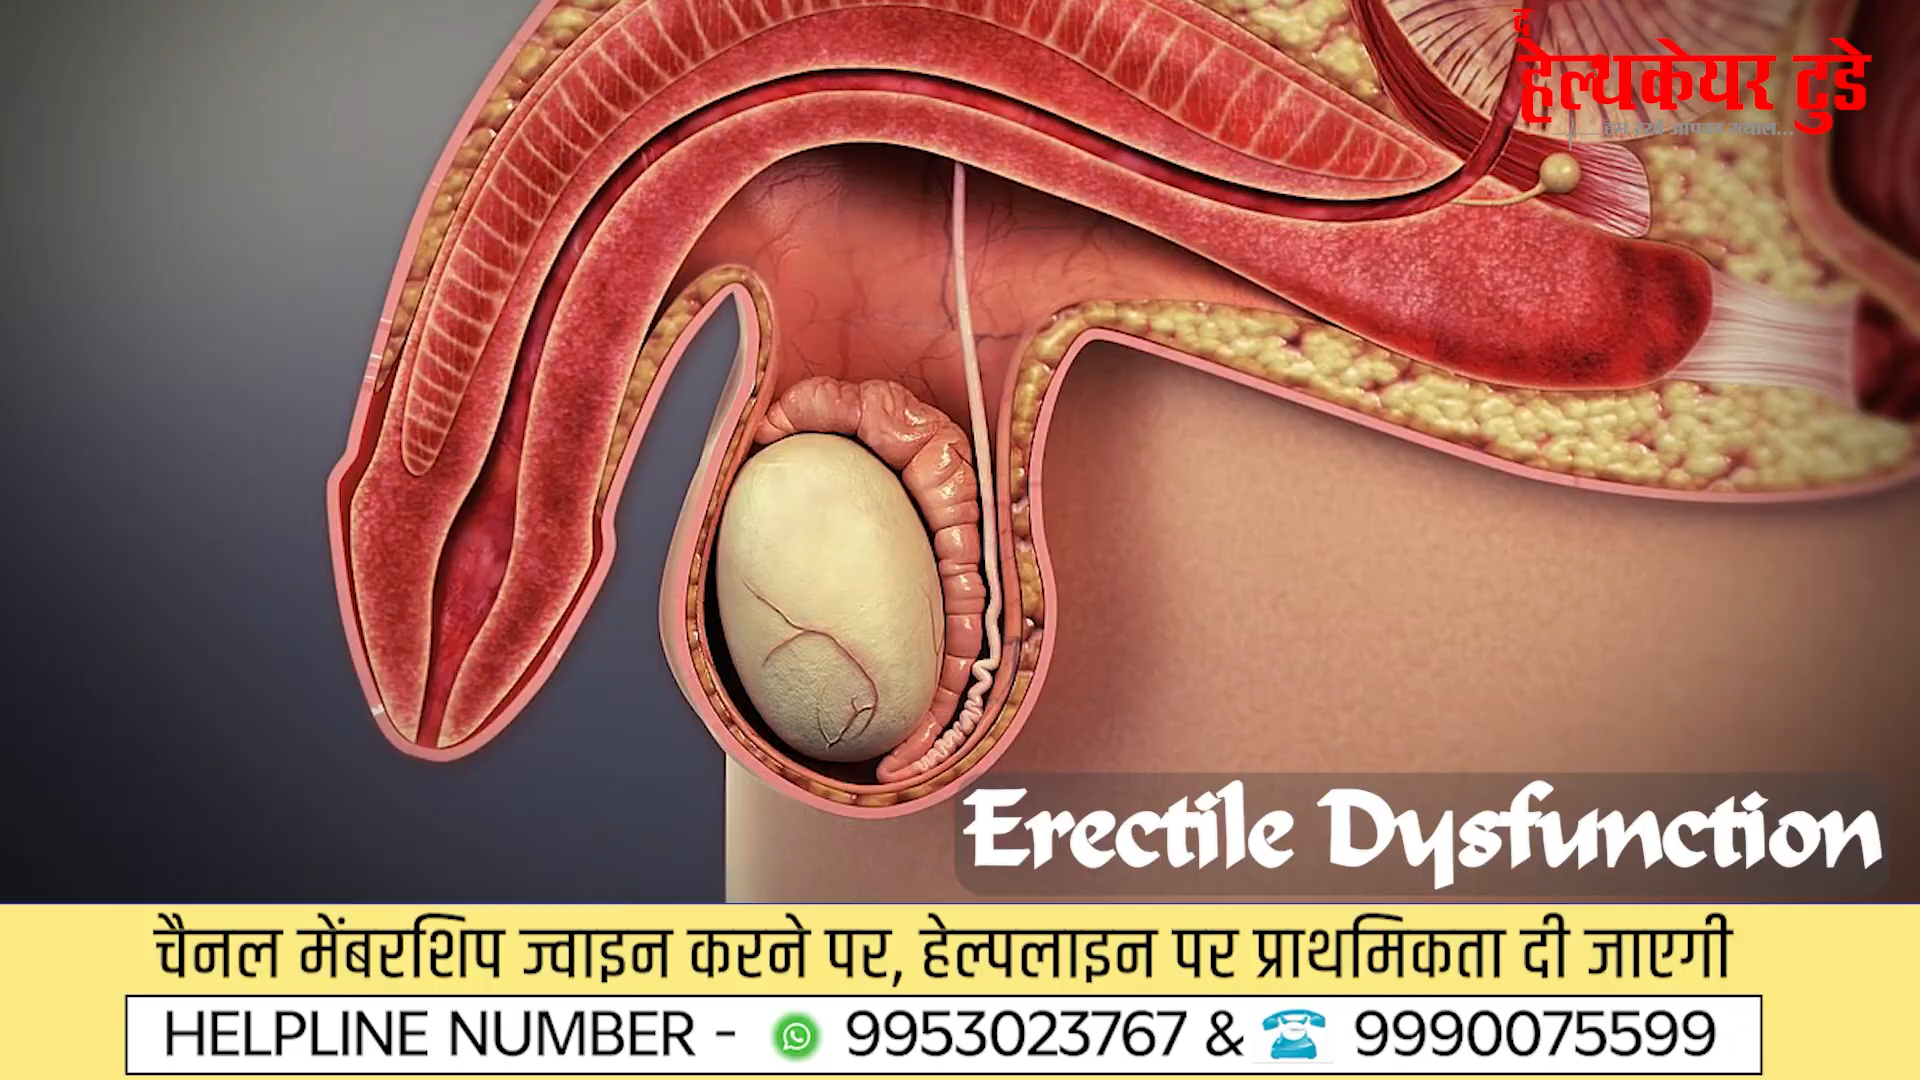 द
हेल्थकेयर टुडे
Erectile Dysfunction
चैनल मेंबरशिप ज्वाइन करने पर, हेल्पलाइन पर प्राथमिकता दी जाएगी
HELPLINE NUMBER - 9953023767 & 9990075599